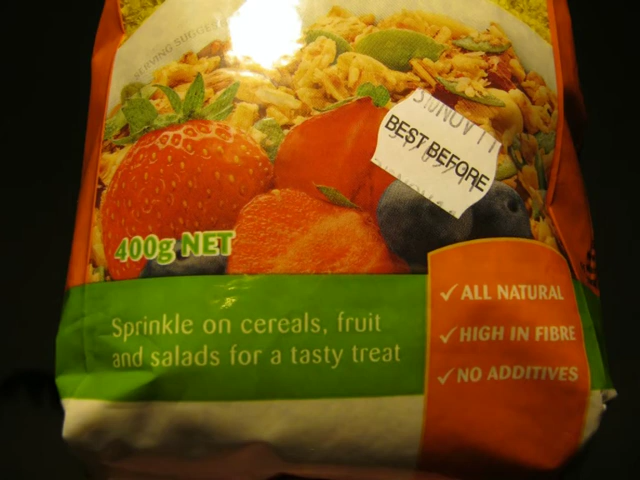 400g NET
BEST BEFORE
Sprinkle on cereals, fruit
and salads for a tasty treat
✓ ALL NATURAL
✓ HIGH IN FIBRE
✓ NO ADDITIVES